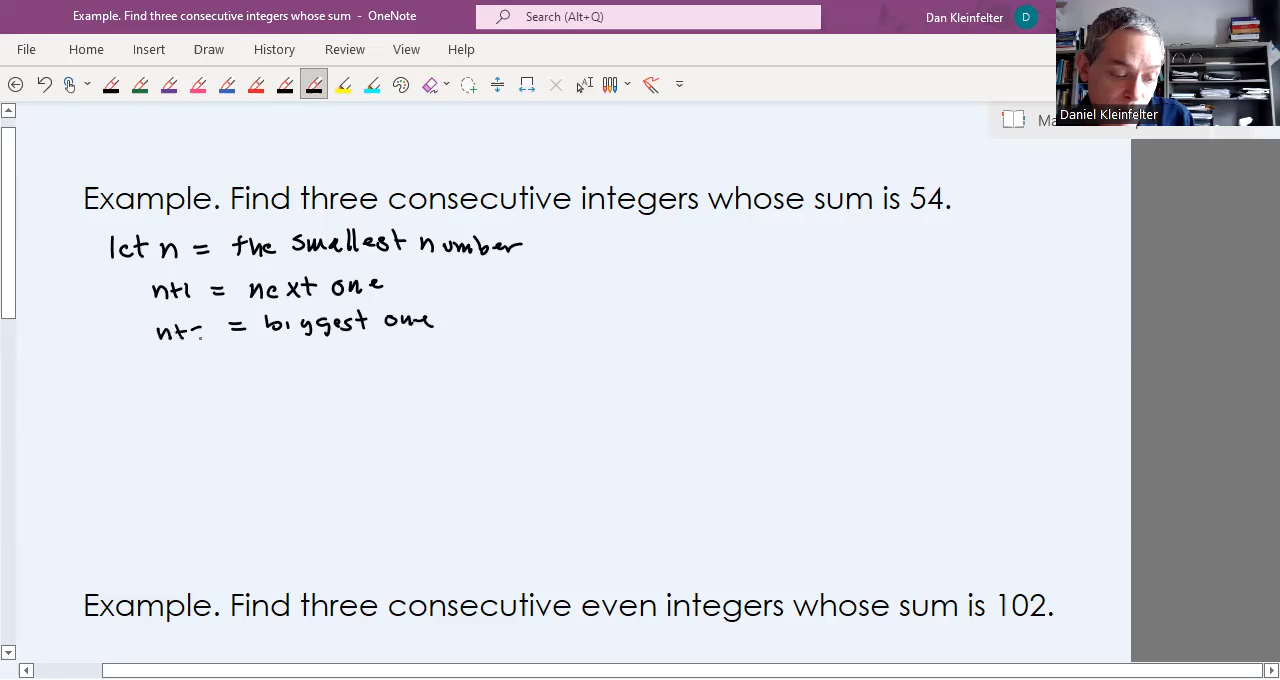 Example. Find three consecutive integers whose sum - OneNote
Search (Alt+Q)
Dan Kleinfelter
D
File Home Insert Draw History Review View Help
Daniel Kleinfelter
Example. Find three consecutive integers whose sum is 54.
let n = the smallest number
n+1 = next one
n+ = biggest one
Example. Find three consecutive even integers whose sum is 102.